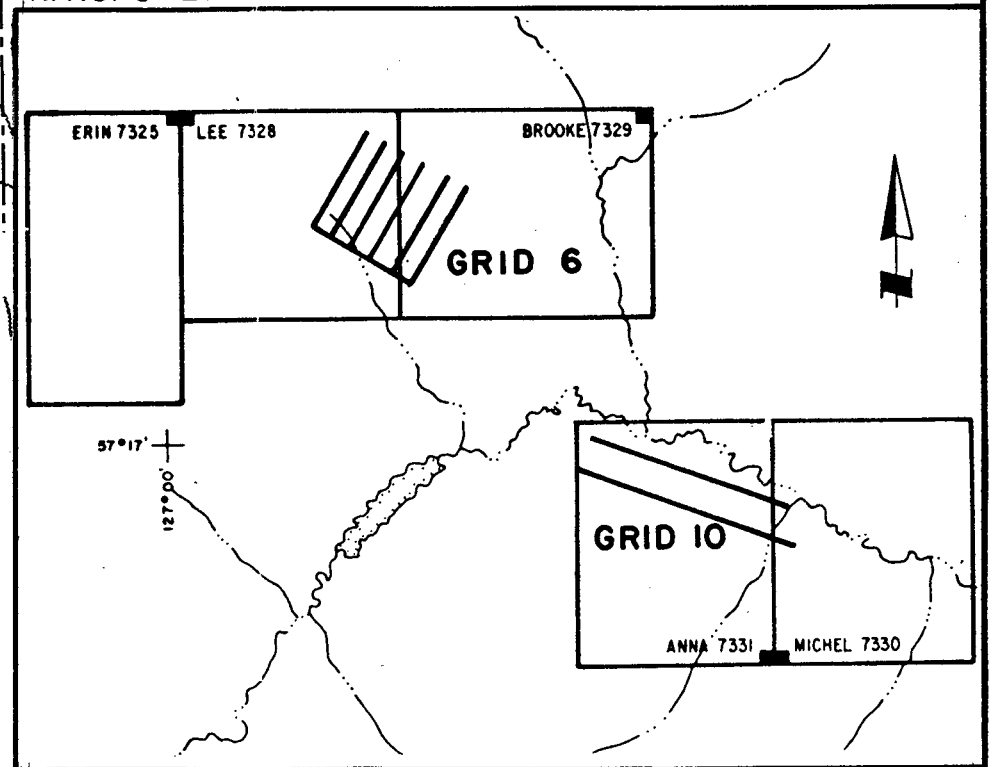 ERIN 7325
LEE 7328
BROOKE 7329
GRID 6
N
57°17'
127°00'
GRID 10
ANNA 7331
MICHEL 7330